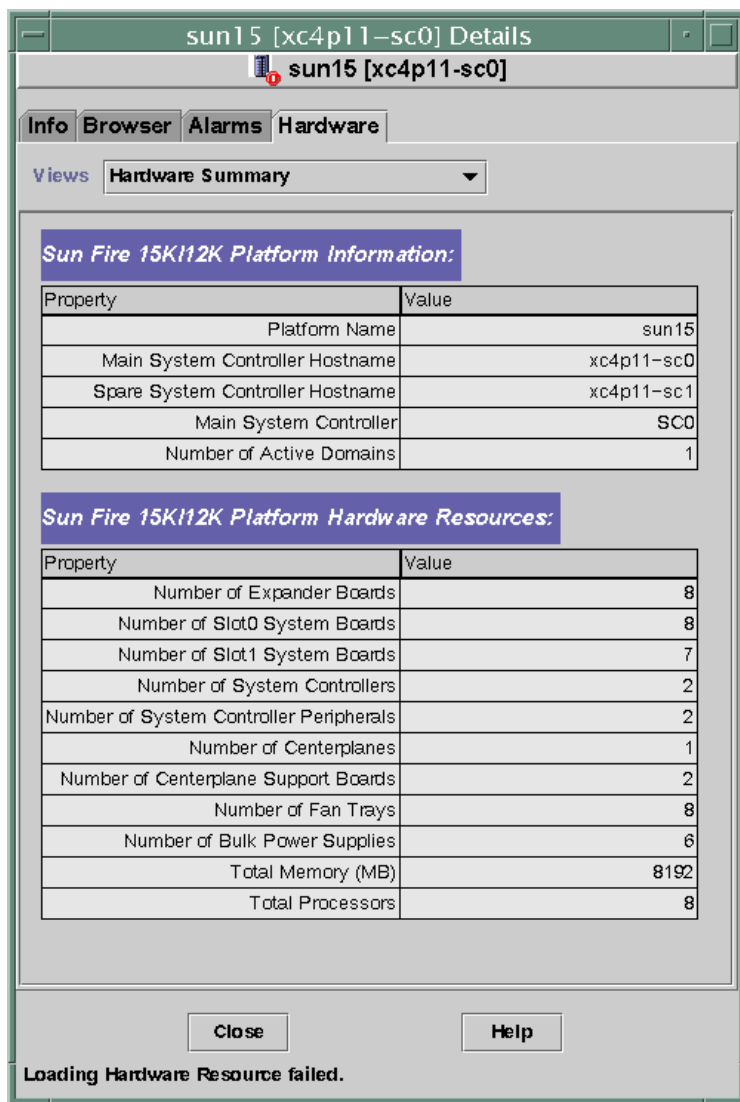 sun15 [xc4p11-sc0] Details
sun15 [xc4p11-sc0]
Info Browser Alarms Hardware
Views Hardware Summary
Sun Fire 15K/12K Platform Information:
Property Value
Platform Name sun15
Main System Controller Hostname xc4p11-sc0
Spare System Controller Hostname xc4p11-sc1
Main System Controller SC0
Number of Active Domains 1
Sun Fire 15K/12K Platform Hardware Resources:
Property Value
Number of Expander Boards 8
Number of Slot0 System Boards 8
Number of Slot1 System Boards 7
Number of System Controllers 2
Number of System Controller Peripherals 2
Number of Centerplanes 1
Number of Centerplane Support Boards 2
Number of Fan Trays 8
Number of Bulk Power Supplies 6
Total Memory (MB) 8192
Total Processors 8
Close Help
Loading Hardware Resource failed.